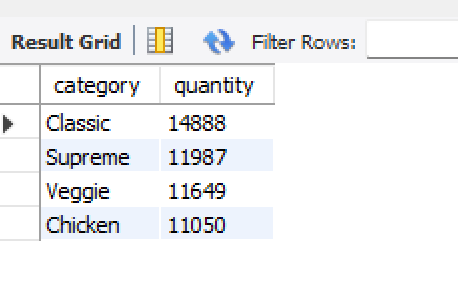 Result Grid Filter Rows:
category quantity
Classic 14888
Supreme 11987
Veggie 11649
Chicken 11050